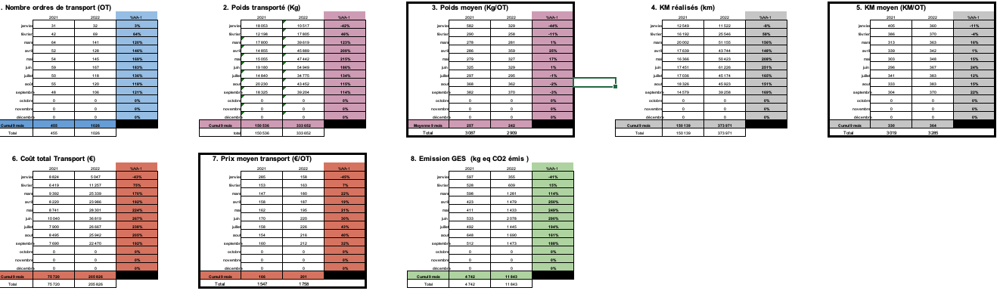 . Nombre ordres de transport (OT)
2021 2022 %A/A-1
janvier 31 32 3%
février 42 69 64%
mars 64 141 120%
avril 52 128 146%
mai 54 145 169%
juin 59 167 183%
juillet 50 118 136%
aout 55 120 118%
septembre 48 106 121%
octobre 0 0 0%
novembre 0 0 0%
décembre 0 0 0%
Cumul 9 mois 455 1026
Total 455 1026
2. Poids transporté (Kg)
2021 2022 %A/A-1
janvier 18 053 10 517 -42%
février 12 198 17 805 46%
mars 17 800 39 619 123%
avril 14 855 45 889 209%
mai 15 055 47 442 215%
juin 19 180 54 949 186%
juillet 14 840 34 775 134%
aout 20 230 43 452 115%
septembre 18 325 39 204 114%
octobre 0 0 0%
novembre 0 0 0%
décembre 0 0 0%
Cumul 9 mois 150 536 333 652
total 150 536 333 652
3. Poids moyen (Kg/OT)
2021 2022 %A/A-1
janvier 582 329 -44%
février 290 258 -11%
mars 278 281 1%
avril 286 359 25%
mai 279 327 17%
juin 325 329 1%
juillet 297 295 -1%
aout 368 362 -2%
septembre 382 370 -3%
octobre 0 0 0%
novembre 0 0 0%
décembre 0 0 0%
Moyenne 9 mois 257 242
Total 3087 2909
4. KM réalisés (km)
2021 2022 %A/A-1
janvier 12 549 11 522 -8%
février 16 192 25 546 58%
mars 20 002 51 155 156%
avril 17 639 43 744 148%
mai 16 366 50 423 208%
juin 17 451 61 226 251%
juillet 17 036 45 174 165%
aout 18 326 45 923 151%
septembre 14 579 39 258 169%
octobre 0 0 0%
novembre 0 0 0%
décembre 0 0 0%
Cumul 9 mois 150 139 373 971
Total 150 139 373 971
5. KM moyen (KM/OT)
2021 2022 %A/A-1
janvier 405 360 -11%
février 386 370 -4%
mars 313 363 16%
avril 339 342 1%
mai 303 348 15%
juin 296 367 24%
juillet 341 383 12%
aout 333 383 15%
septembre 304 370 22%
octobre 0 0 0%
novembre 0 0 0%
décembre 0 0 0%
Cumul 9 mois 330 364
Total 3019 3285
6. Coût total Transport (€)
2021 2022 %A/A-1
janvier 8 824 5 047 -43%
février 6 419 11 257 75%
mars 9 392 25 339 170%
avril 8 220 23 986 192%
mai 8 741 28 301 224%
juin 10 040 36 819 267%
juillet 7 900 26 667 238%
aout 8 495 25 942 205%
septembre 7 690 22 470 192%
octobre 0 0 0%
novembre 0 0 0%
décembre 0 0 0%
Cumul 9 mois 75 720 205 826
Total 75 720 205 826
7. Prix moyen transport (€/OT)
2021 2022 %A/A-1
janvier 285 158 -45%
février 153 163 7%
mars 147 180 22%
avril 158 187 19%
mai 162 195 21%
juin 170 220 30%
juillet 158 226 43%
aout 154 216 40%
septembre 160 212 32%
octobre 0 0 0%
novembre 0 0 0%
décembre 0 0 0%
Cumul 9 mois 166 201
Total 1547 1758
8. Emission GES (kg eq CO2 émis )
2021 2022 %A/A-1
janvier 597 355 -41%
février 528 609 15%
mars 598 1 281 114%
avril 423 1 479 250%
mai 411 1 433 249%
juin 533 2 078 290%
juillet 492 1 445 194%
aout 648 1 690 161%
septembre 512 1 473 188%
octobre 0 0 0%
novembre 0 0 0%
décembre 0 0 0%
Cumul 9 mois 4 742 11 843
Total 4 742 11 843